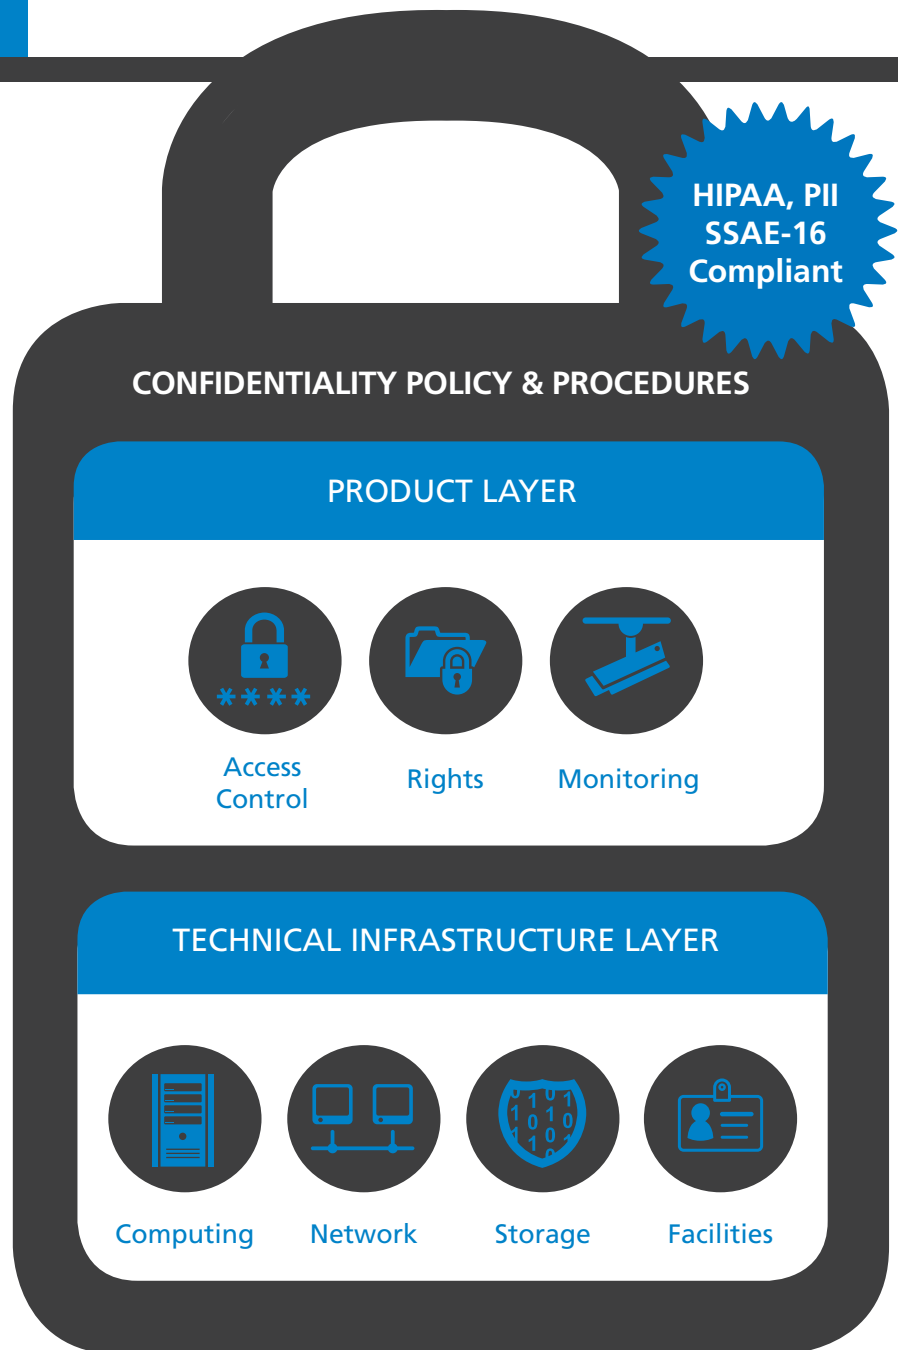 HIPAA, PII
SSAE-16
Compliant
CONFIDENTIALITY POLICY & PROCEDURES
PRODUCT LAYER
****
Access
Control
Rights
Monitoring
TECHNICAL INFRASTRUCTURE LAYER
Computing
Network
Storage
Facilities